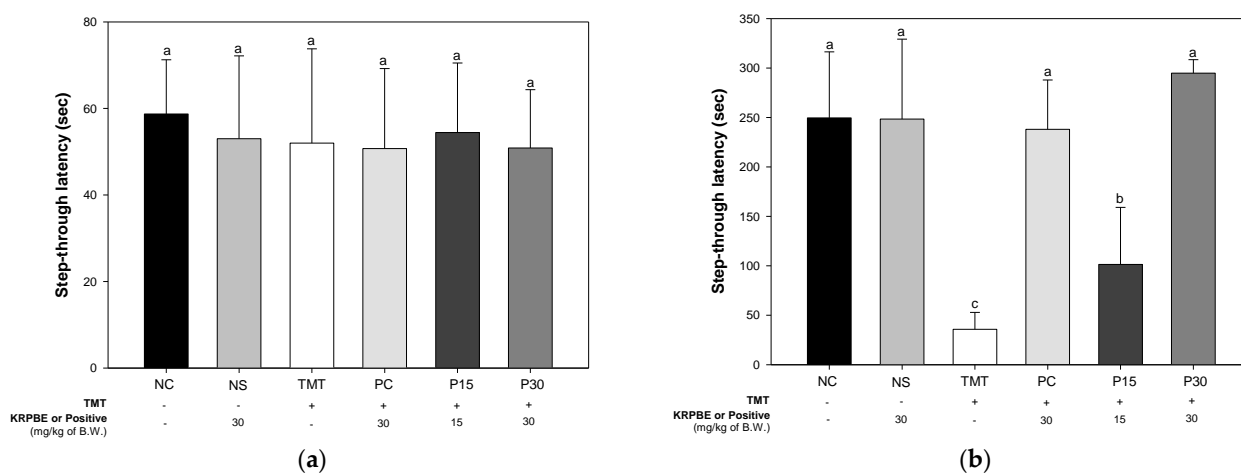 80
60
40
20
0
Step-through latency (sec)
a a a a a a
NC NS TMT PC P15 P30
TMT - - + + + +
KRPBE or Positive - 30 - 30 15 30
(mg/kg of B.W.)
(a)
350
300
250
200
150
100
50
0
Step-through latency (sec)
a a c a b a
NC NS TMT PC P15 P30
TMT - - + + + +
KRPBE or Positive - 30 - 30 15 30
(mg/kg of B.W.)
(b)